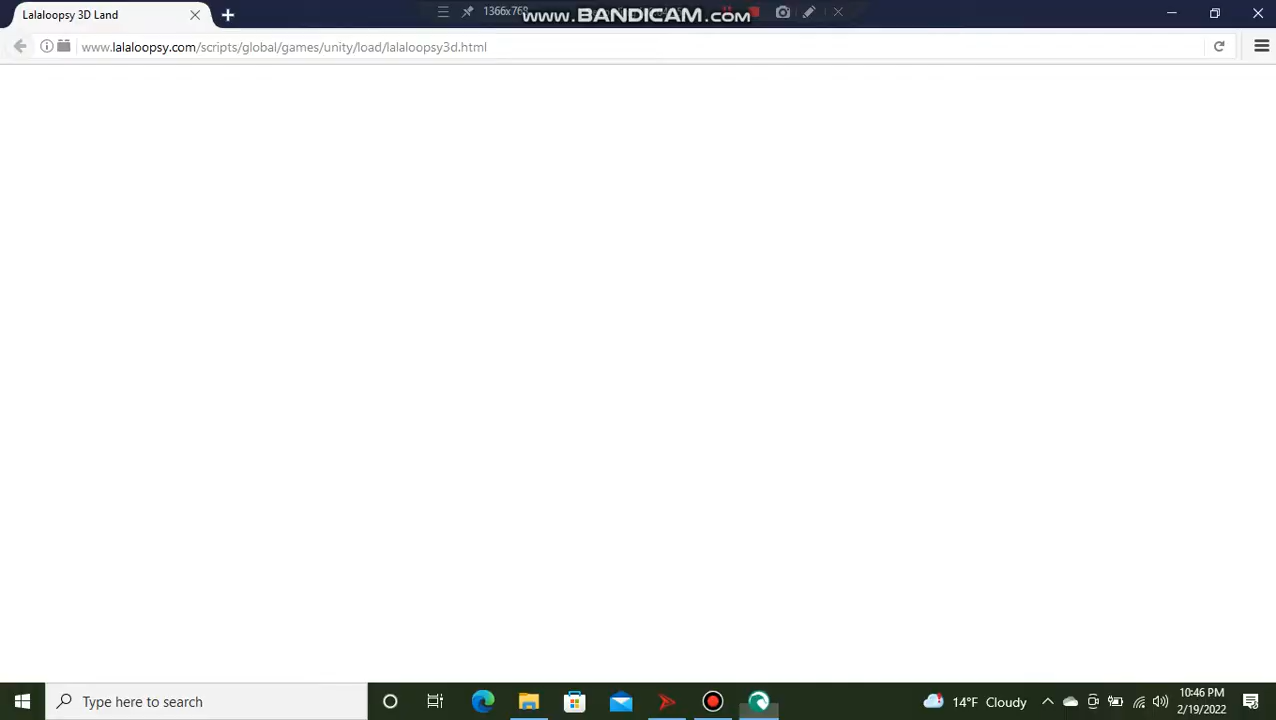 Lalaloopsy 3D Land
1366x768
www.BANDICAM.com
www.lalaloopsy.com/scripts/global/games/unity/load/lalaloopsy3d.html
Type here to search
14°F Cloudy
10:46 PM
2/19/2022